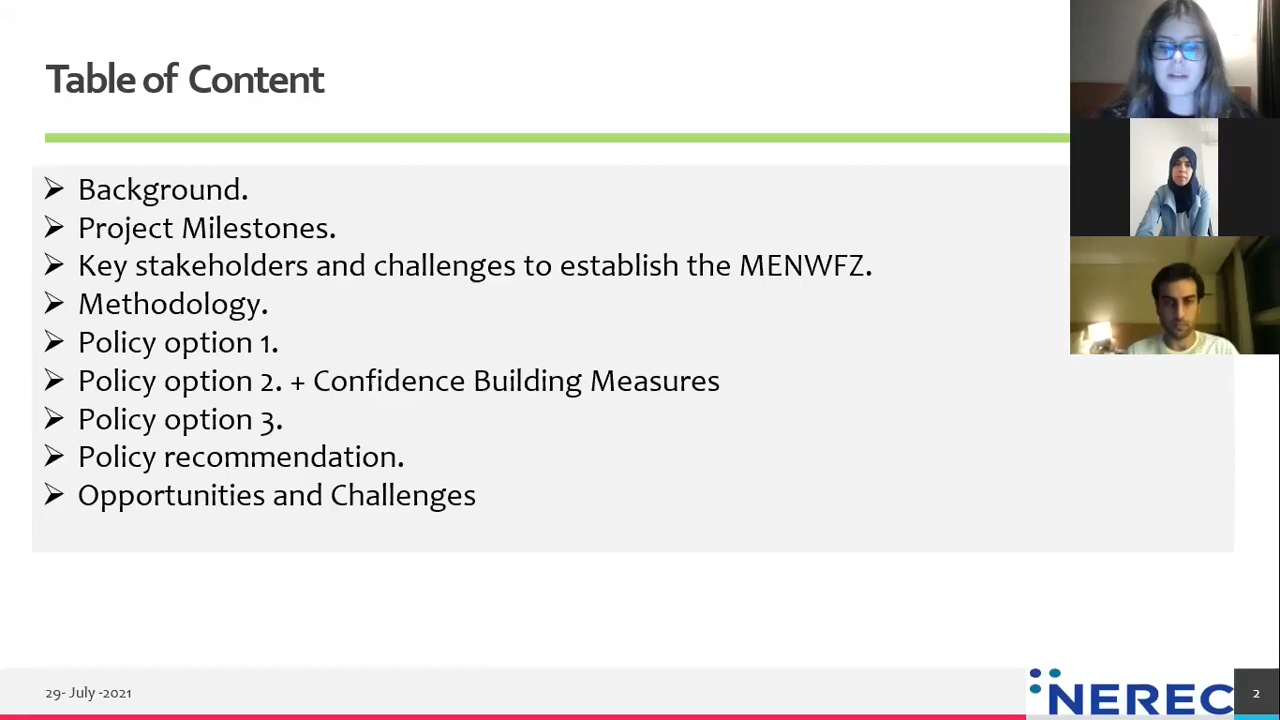 Table of Content
➢ Background.
➢ Project Milestones.
➢ Key stakeholders and challenges to establish the MENWFZ.
➢ Methodology.
➢ Policy option 1.
➢ Policy option 2. + Confidence Building Measures
➢ Policy option 3.
➢ Policy recommendation.
➢ Opportunities and Challenges
29- July -2021
NEREC
2